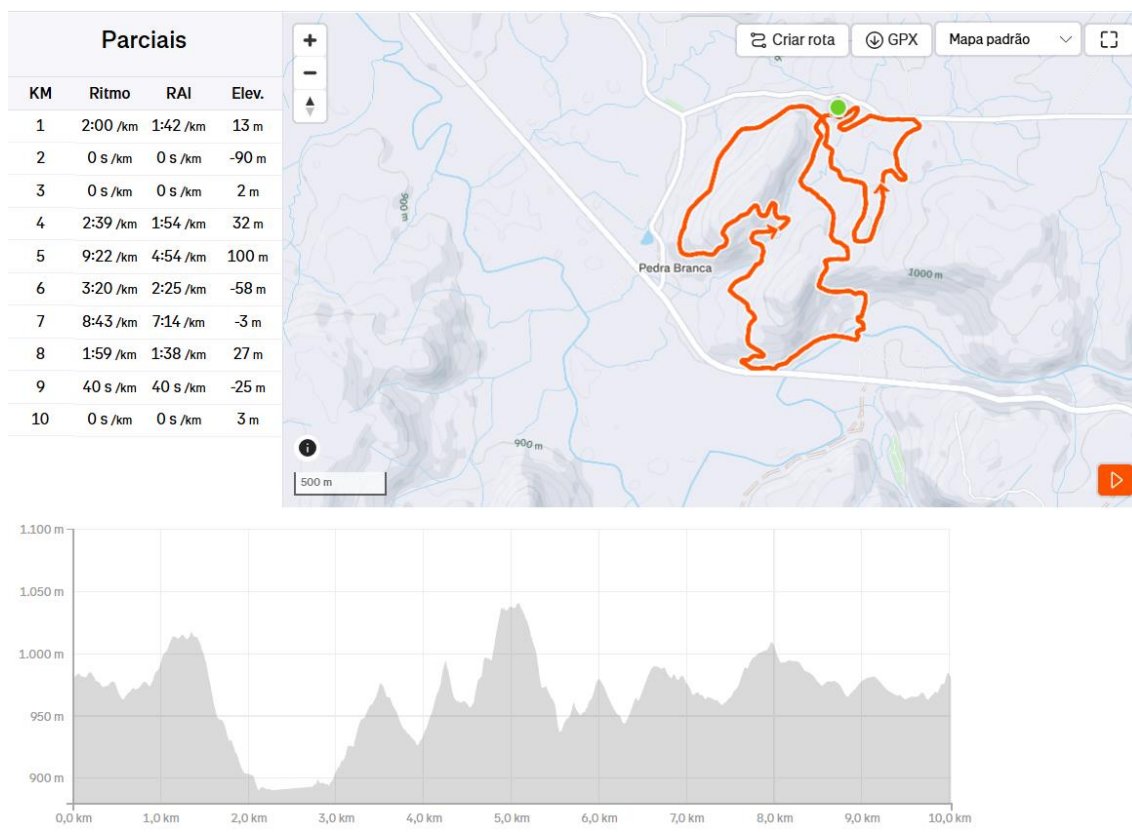 Parciais
KM Ritmo RAI Elev.
1 2:00 /km 1:42 /km 13 m
2 0 s /km 0 s /km -90 m
3 0 s /km 0 s /km 2 m
4 2:39 /km 1:54 /km 32 m
5 9:22 /km 4:54 /km 100 m
6 3:20 /km 2:25 /km -58 m
7 8:43 /km 7:14 /km -3 m
8 1:59 /km 1:38 /km 27 m
9 40 s /km 40 s /km -25 m
10 0 s /km 0 s /km 3 m
+
−
Criar rota
GPX
Mapa padrão
900 m
Pedra Branca
1000 m
900 m
i
500 m
1.100 m
1.050 m
1.000 m
950 m
900 m
0,0 km 1,0 km 2,0 km 3,0 km 4,0 km 5,0 km 6,0 km 7,0 km 8,0 km 9,0 km 10,0 km